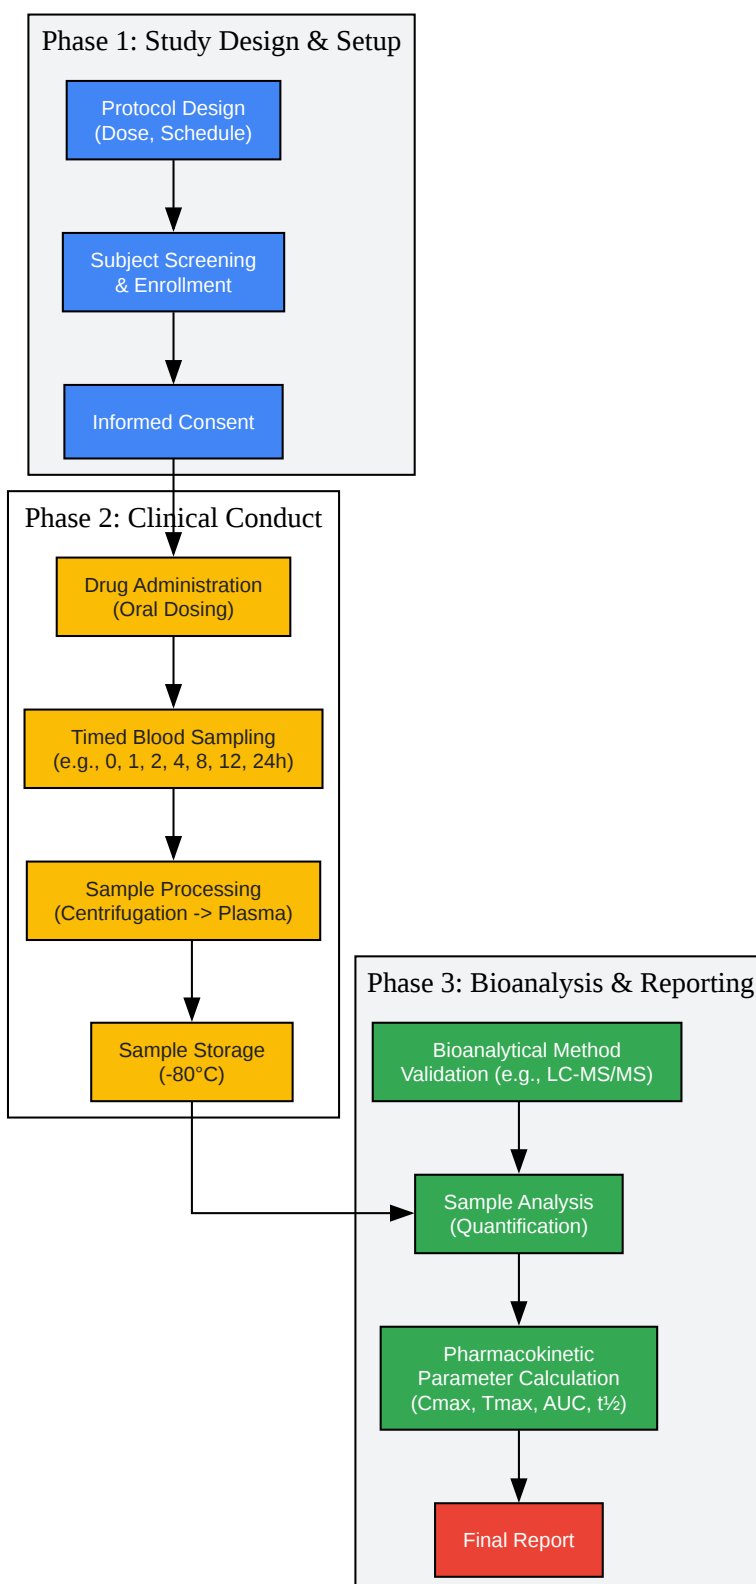 Phase 1: Study Design & Setup
Protocol Design
(Dose, Schedule)
Subject Screening
& Enrollment
Informed Consent
Phase 2: Clinical Conduct
Drug Administration
(Oral Dosing)
Timed Blood Sampling
(e.g., 0, 1, 2, 4, 8, 12, 24h)
Sample Processing
(Centrifugation -> Plasma)
Sample Storage
(-80°C)
Phase 3: Bioanalysis & Reporting
Bioanalytical Method
Validation (e.g., LC-MS/MS)
Sample Analysis
(Quantification)
Pharmacokinetic
Parameter Calculation
(Cmax, Tmax, AUC, t½)
Final Report